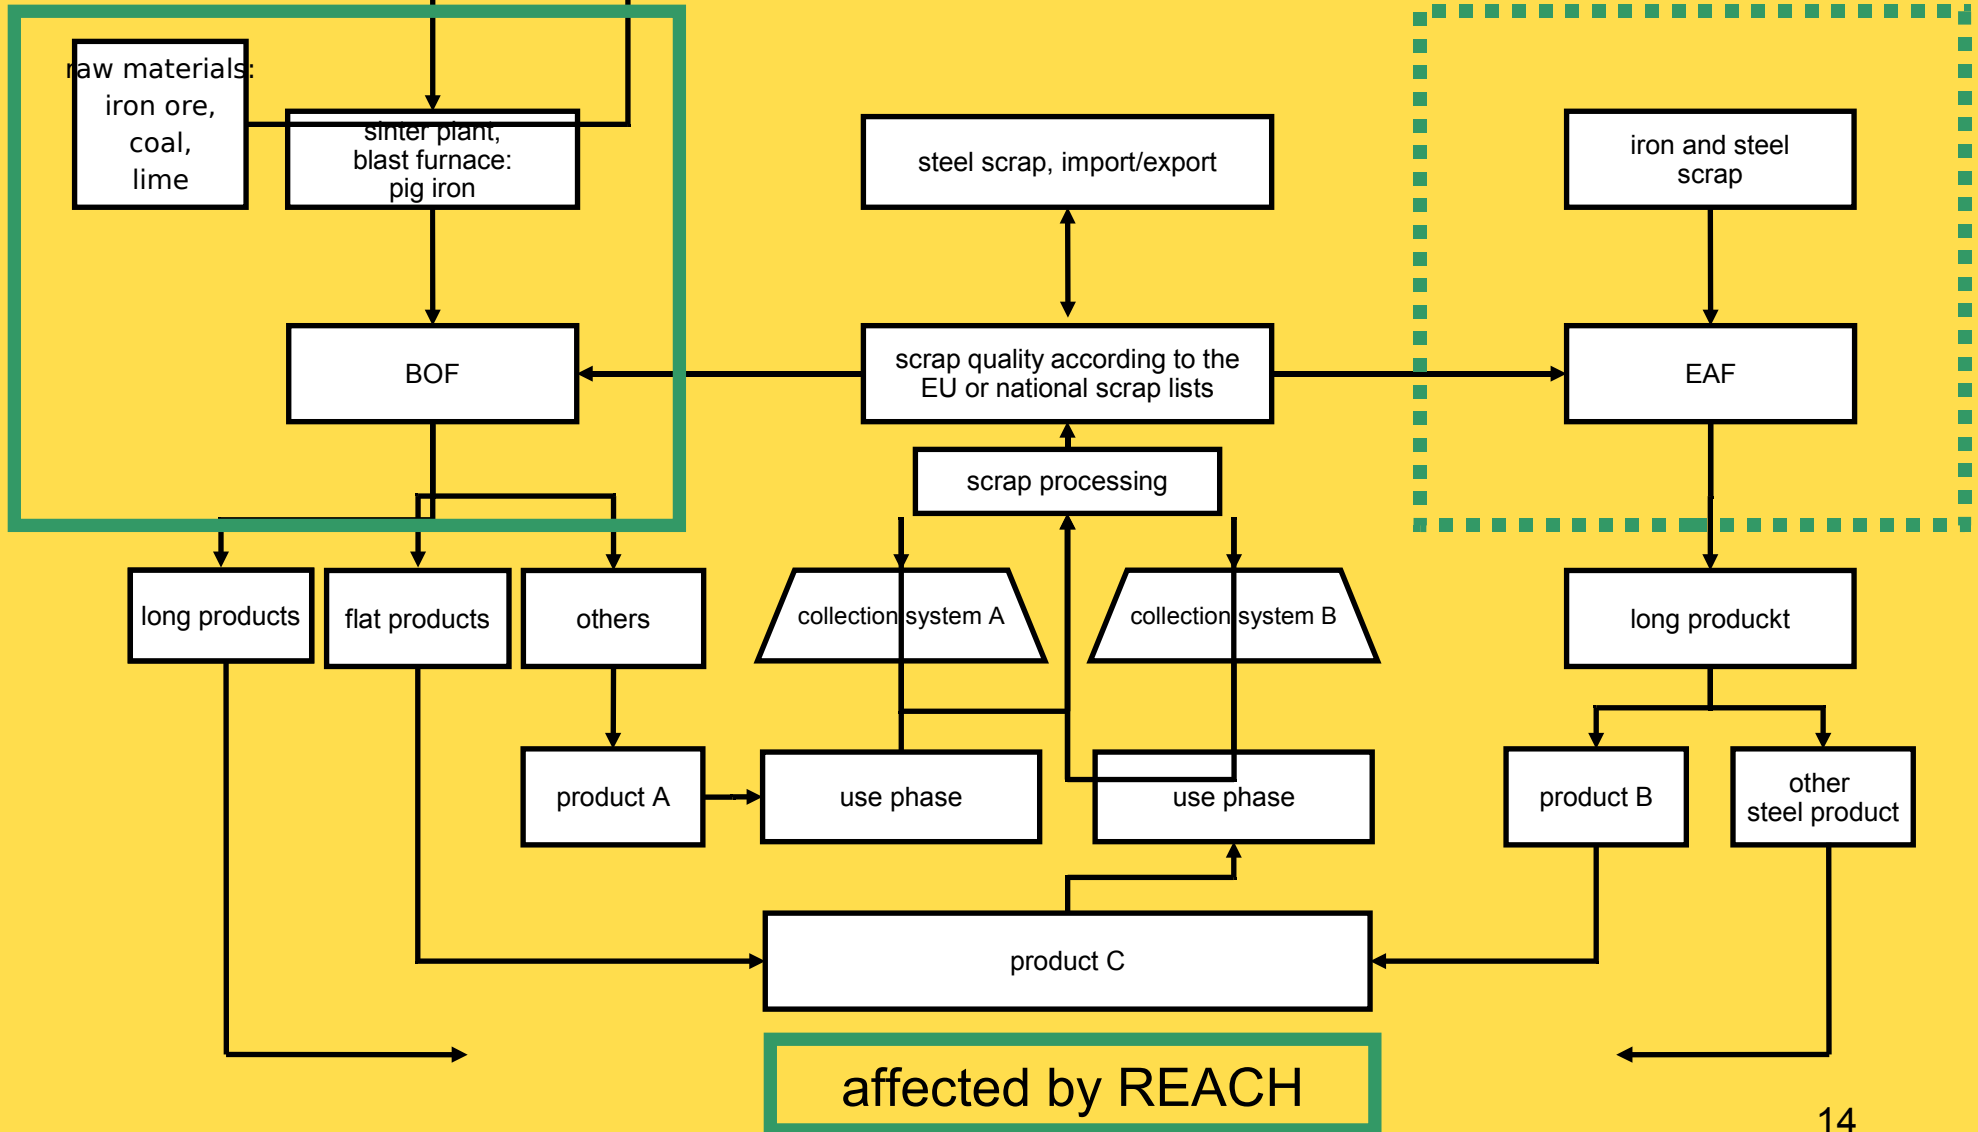 raw materials:
iron ore,
coal,
lime
sinter plant,
blast furnace:
pig iron
steel scrap, import/export
iron and steel
scrap
BOF
scrap quality according to the
EU or national scrap lists
EAF
scrap processing
long products
flat products
others
collection system A
collection system B
long produckt
product A
use phase
use phase
product B
other
steel product
product C
affected by REACH
14